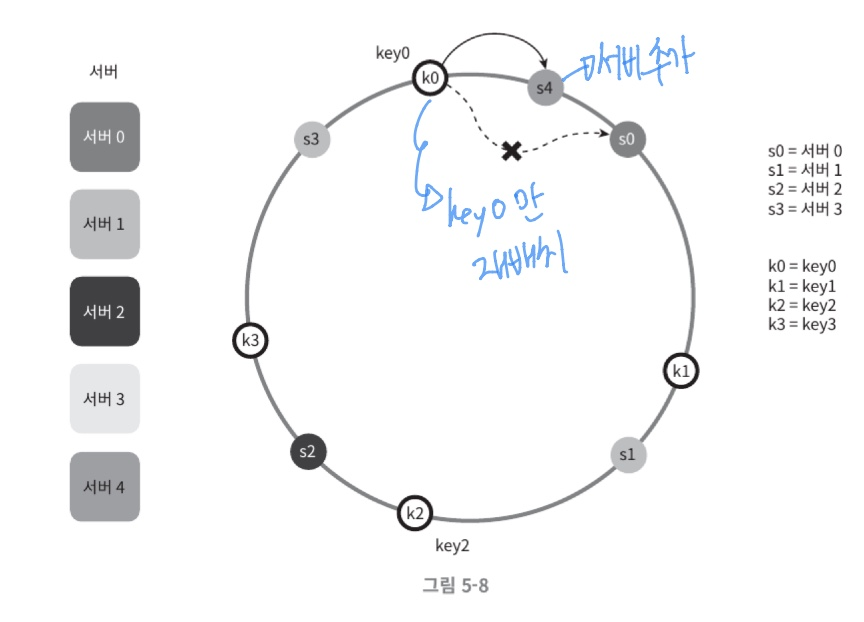 서버
서버 0
서버 1
서버 2
서버 3
서버 4
key0
k0
s4
서버 추가
s3
s0
key0 만
재배치
k3
k1
s2
s1
k2
key2
s0 = 서버 0
s1 = 서버 1
s2 = 서버 2
s3 = 서버 3
k0 = key0
k1 = key1
k2 = key2
k3 = key3
그림 5-8